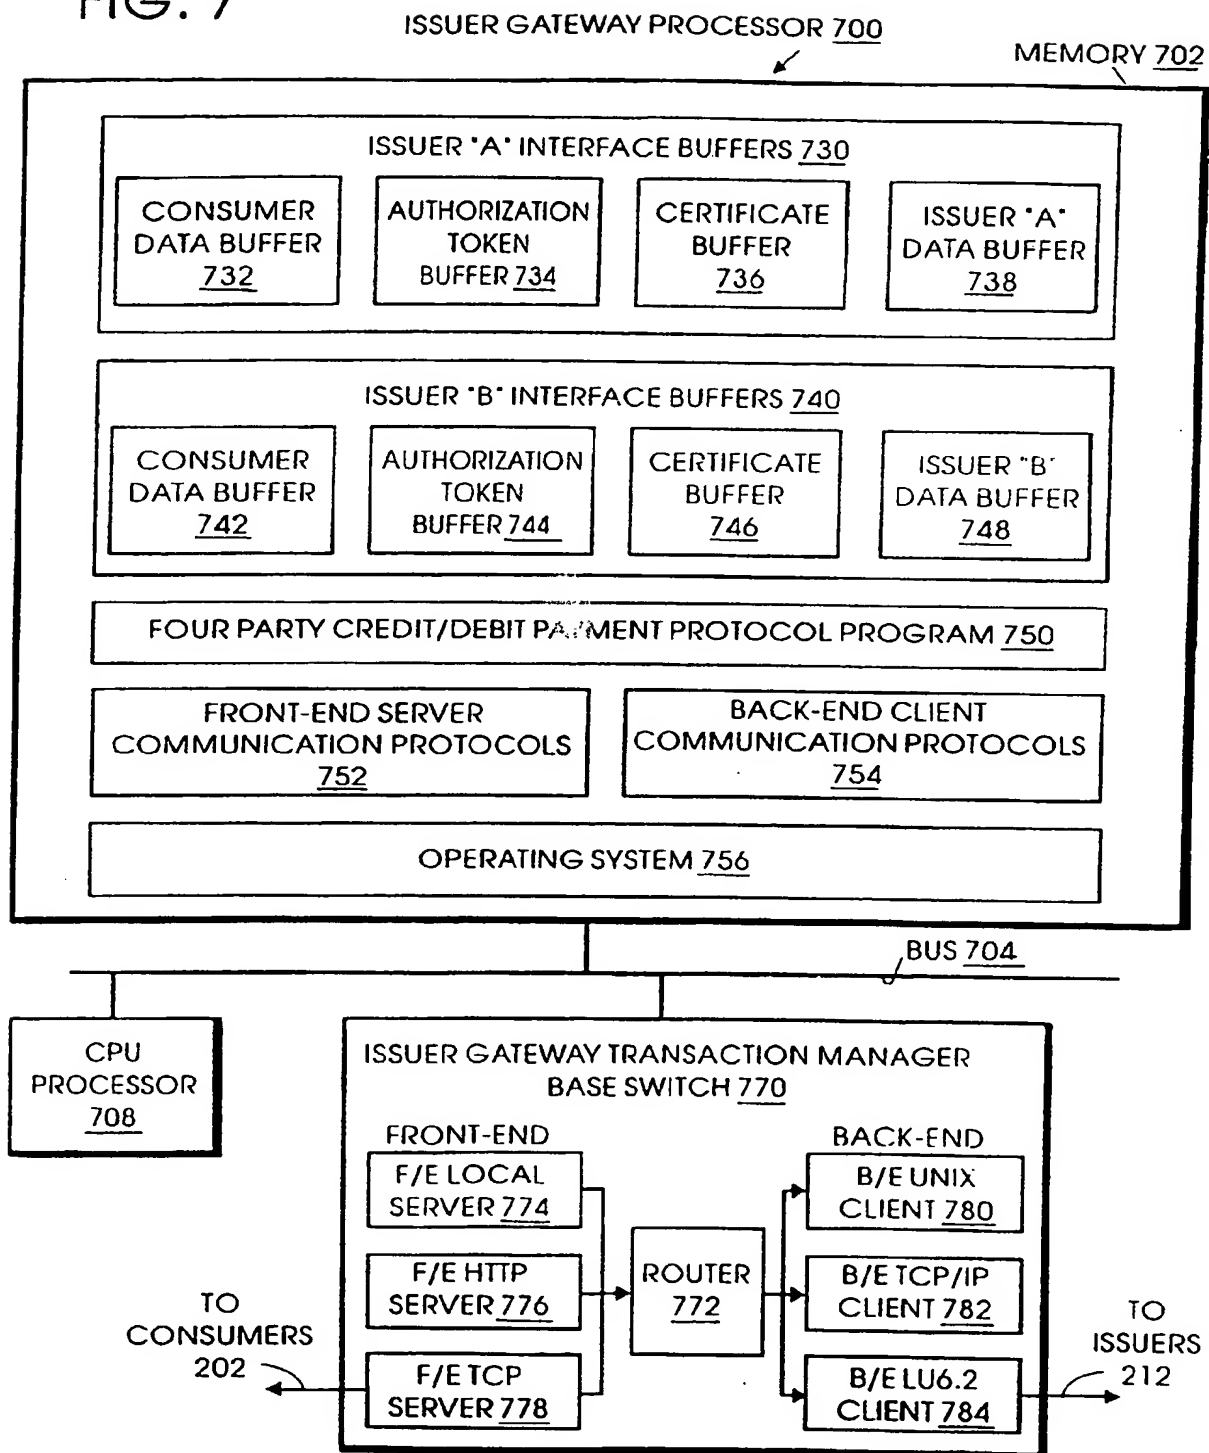 FIG. 7
ISSUER GATEWAY PROCESSOR 700
MEMORY 702
ISSUER "A" INTERFACE BUFFERS 730
CONSUMER
DATA BUFFER
732
AUTHORIZATION
TOKEN
BUFFER 734
CERTIFICATE
BUFFER
736
ISSUER "A"
DATA BUFFER
738
ISSUER "B" INTERFACE BUFFERS 740
CONSUMER
DATA BUFFER
742
AUTHORIZATION
TOKEN
BUFFER 744
CERTIFICATE
BUFFER
746
ISSUER "B"
DATA BUFFER
748
FOUR PARTY CREDIT/DEBIT PAYMENT PROTOCOL PROGRAM 750
FRONT-END SERVER
COMMUNICATION PROTOCOLS
752
BACK-END CLIENT
COMMUNICATION PROTOCOLS
754
OPERATING SYSTEM 756
BUS 704
CPU
PROCESSOR
708
ISSUER GATEWAY TRANSACTION MANAGER
BASE SWITCH 770
FRONT-END
F/E LOCAL
SERVER 774
F/E HTTP
SERVER 776
F/E TCP
SERVER 778
ROUTER
772
BACK-END
B/E UNIX
CLIENT 780
B/E TCP/IP
CLIENT 782
B/E LU6.2
CLIENT 784
TO
CONSUMERS
202
TO
ISSUERS
212